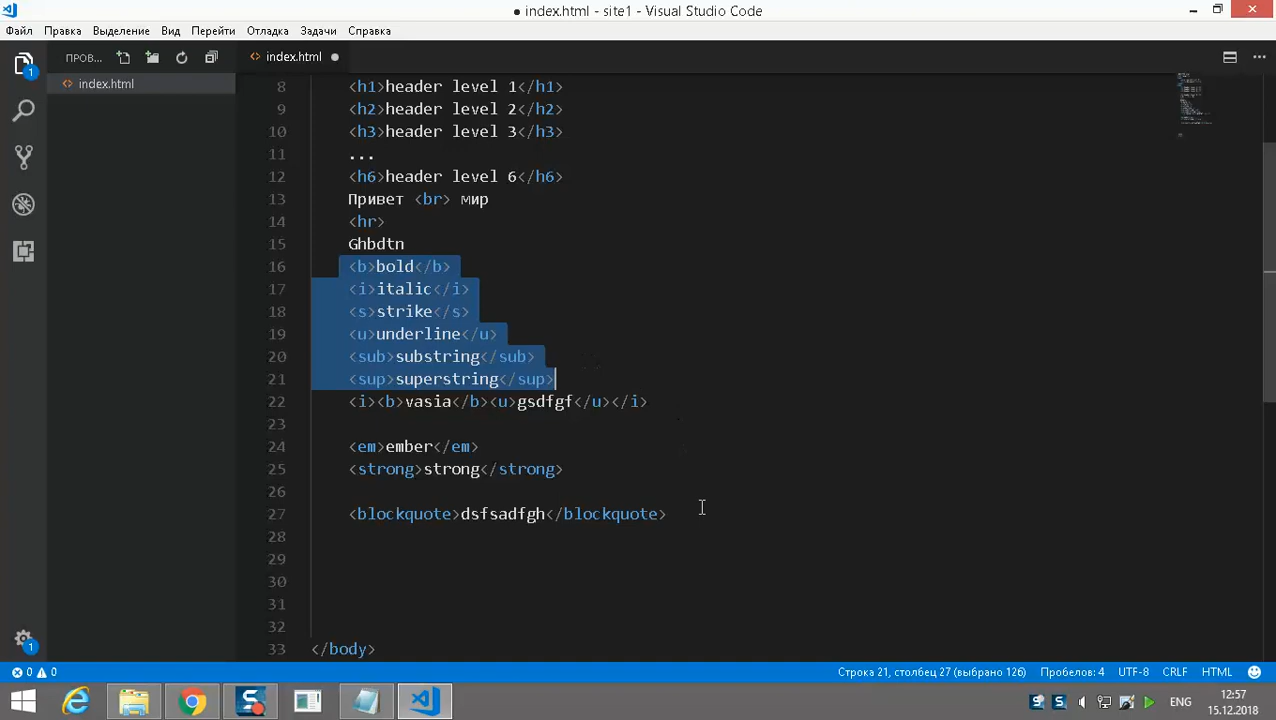 ● index.html - site1 - Visual Studio Code
Файл Правка Выделение Вид Перейти Отладка Задачи Справка
ПРОВ... index.html ●
index.html
1
8 <h1>header level 1</h1>
9 <h2>header level 2</h2>
10 <h3>header level 3</h3>
11 ...
12 <h6>header level 6</h6>
13 Привет <br> мир
14 <hr>
15 Ghbdtn
16 <b>bold</b>
17 <i>italic</i>
18 <s>strike</s>
19 <u>underline</u>
20 <sub>substring</sub>
21 <sup>superstring</sup>
22 <i><b>vasia</b><u>gsdfgf</u></i>
23
24 <em>ember</em>
25 <strong>strong</strong>
26
27 <blockquote>dsfsadfgh</blockquote>
28
29
30
31
32
33 </body>
1
0 0 Строка 21, столбец 27 (выбрано 126) Пробелов: 4 UTF-8 CRLF HTML
ENG
12:57
15.12.2018